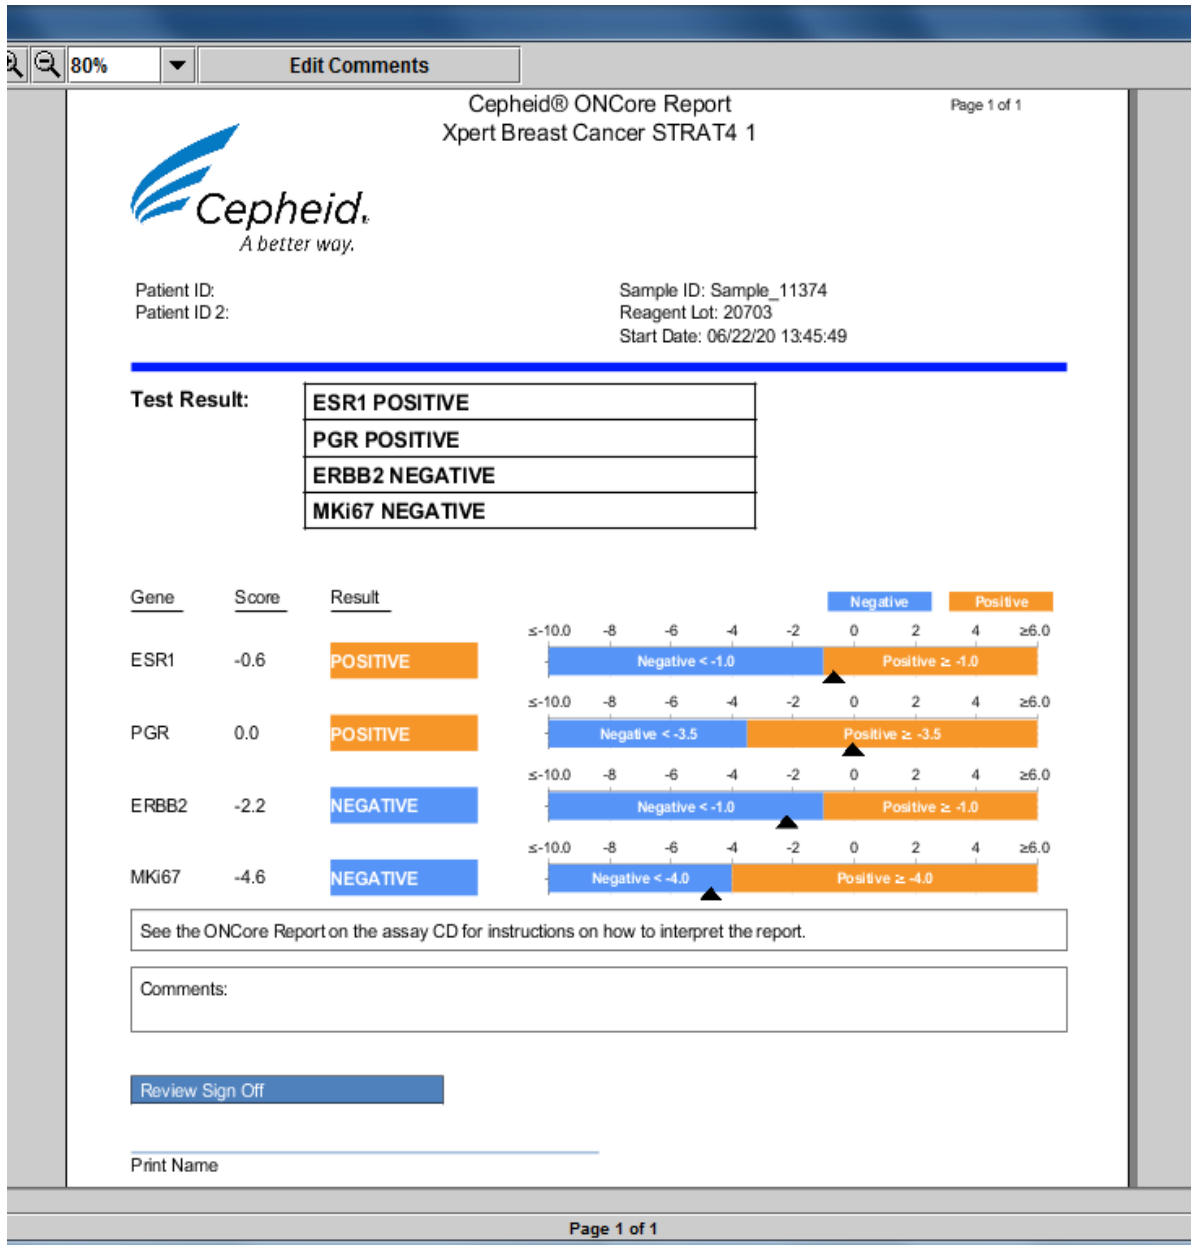 80%
Edit Comments
Cepheid® ONCore Report
Page 1 of 1
Xpert Breast Cancer STRAT4 1
Cepheid.
A better way.
Patient ID:
Sample ID: Sample_11374
Patient ID 2:
Reagent Lot: 20703
Start Date: 06/22/20 13:45:49
Test Result:
ESR1 POSITIVE
PGR POSITIVE
ERBB2 NEGATIVE
MKi67 NEGATIVE
Gene Score Result
Negative Positive
≤-10.0 -8 -6 -4 -2 0 2 4 ≥6.0
ESR1 -0.6 POSITIVE Negative < -1.0 Positive ≥ -1.0
≤-10.0 -8 -6 -4 -2 0 2 4 ≥6.0
PGR 0.0 POSITIVE Negative < -3.5 Positive ≥ -3.5
≤-10.0 -8 -6 -4 -2 0 2 4 ≥6.0
ERBB2 -2.2 NEGATIVE Negative < -1.0 Positive ≥ -1.0
≤-10.0 -8 -6 -4 -2 0 2 4 ≥6.0
MKi67 -4.6 NEGATIVE Negative < -4.0 Positive ≥ -4.0
See the ONCore Report on the assay CD for instructions on how to interpret the report.
Comments:
Review Sign Off
Print Name
Page 1 of 1